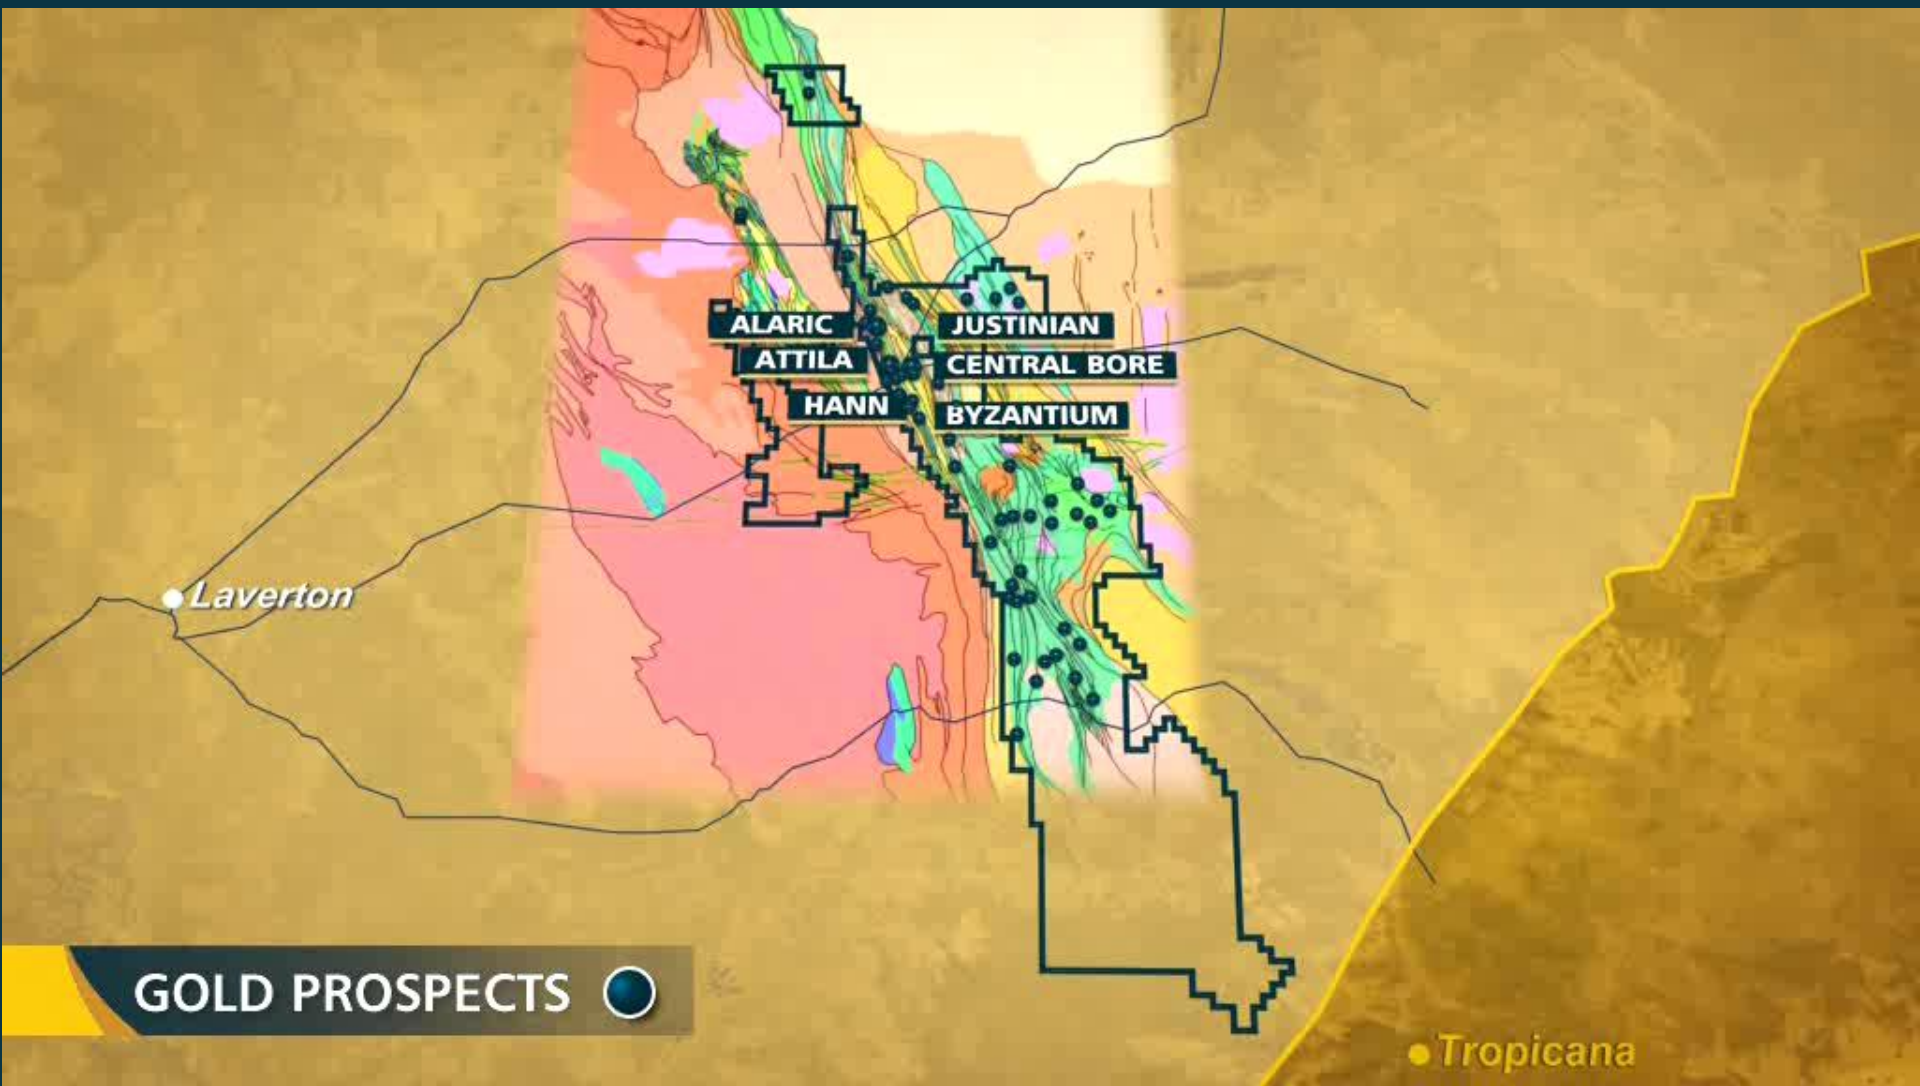 ALARIC
JUSTINIAN
ATTILA
CENTRAL BORE
HANN
BYZANTIUM
Laverton
GOLD PROSPECTS
Tropicana